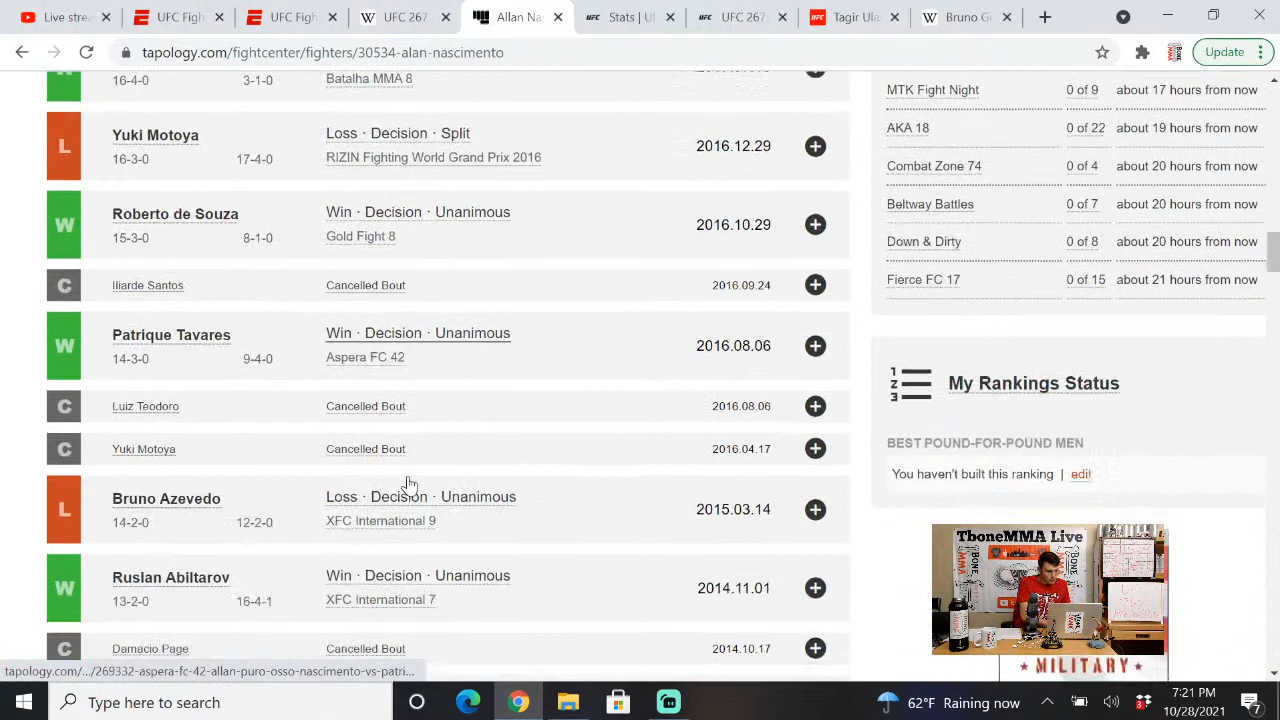 Live stream
UFC Fight
UFC Fight
UFC 267
Allan Nas
UFC Stats | U
UFC UFC 267
UFC Tagir Ula
Bruno G
tapology.com/fightcenter/fighters/30534-alan-nascimento
Update
16-4-0 3-1-0 Batalha MMA 8
L Yuki Motoya Loss · Decision · Split 2016.12.29
16-3-0 17-4-0 RIZIN Fighting World Grand Prix 2016
W Roberto de Souza Win · Decision · Unanimous 2016.10.29
15-3-0 8-1-0 Gold Fight 8
C Ilarde Santos Cancelled Bout 2016.09.24
W Patrique Tavares Win · Decision · Unanimous 2016.08.06
14-3-0 9-4-0 Aspera FC 42
C Luiz Teodoro Cancelled Bout 2016.08.06
C Yuki Motoya Cancelled Bout 2016.04.17
L Bruno Azevedo Loss · Decision · Unanimous 2015.03.14
14-2-0 12-2-0 XFC International 9
W Ruslan Abiltarov Win · Decision · Unanimous 2014.11.01
13-2-0 16-4-1 XFC International 7
C Damacio Page Cancelled Bout 2014.10.17
tapology.com/.../269332-aspera-fc-42-allan-puro-osso-nascimento-vs-patri...
MTK Fight Night 0 of 9 about 17 hours from now
AKA 18 0 of 22 about 19 hours from now
Combat Zone 74 0 of 4 about 20 hours from now
Beltway Battles 0 of 7 about 20 hours from now
Down & Dirty 0 of 8 about 20 hours from now
Fierce FC 17 0 of 15 about 21 hours from now
1
2
3
My Rankings Status
BEST POUND-FOR-POUND MEN
You haven't built this ranking | edit
TboneMMA Live
MILITARY
Type here to search
62°F Raining now
3
7:21 PM
10/28/2021
7